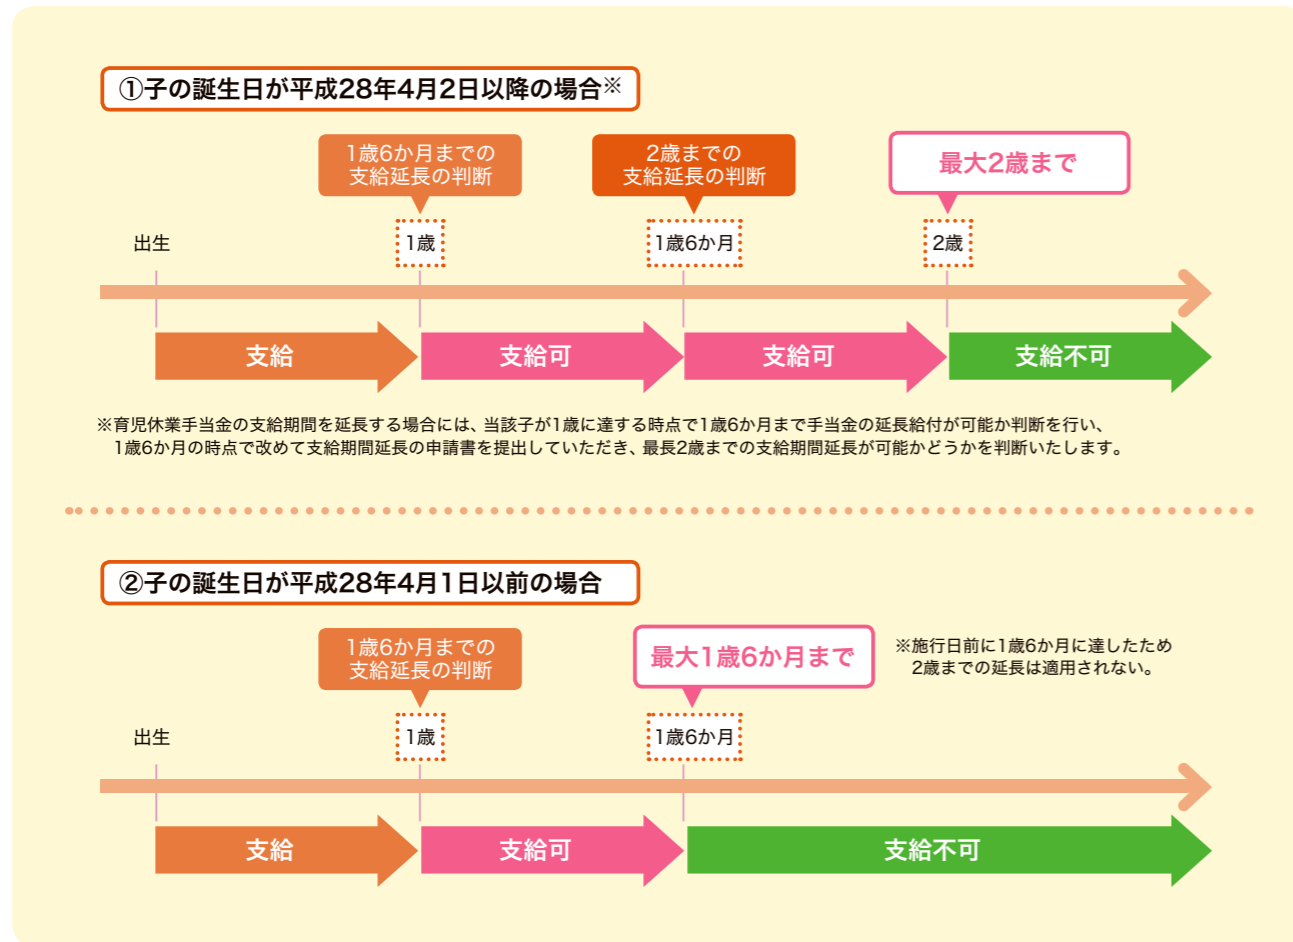 ①子の誕生日が平成28年4月2日以降の場合※
1歳6か月までの
支給延長の判断
2歳までの
支給延長の判断
最大2歳まで
出生
1歳
1歳6か月
2歳
支給
支給可
支給可
支給不可
※育児休業手当金の支給期間を延長する場合には、当該子が1歳に達する時点で1歳6か月まで手当金の延長給付が可能か判断を行い、
1歳6か月の時点で改めて支給期間延長の申請書を提出していただき、最長2歳までの支給期間延長が可能かどうかを判断いたします。
②子の誕生日が平成28年4月1日以前の場合
1歳6か月までの
支給延長の判断
最大1歳6か月まで
※施行日前に1歳6か月に達したため
2歳までの延長は適用されない。
出生
1歳
1歳6か月
支給
支給可
支給不可